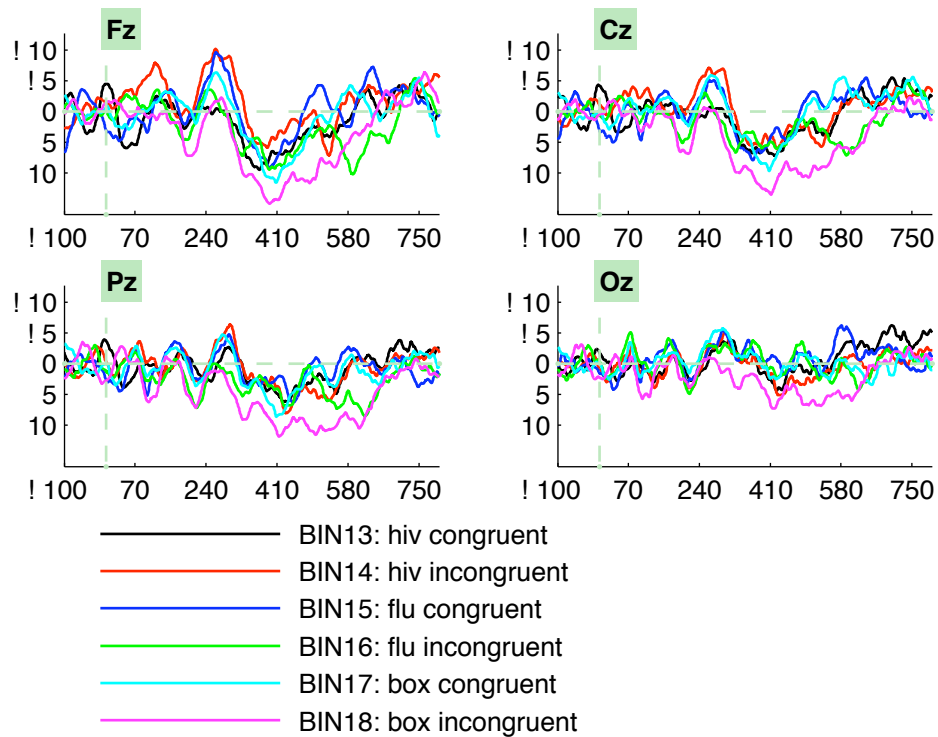 Fz
! 10
! 5
0
5
10
! 100 70 240 410 580 750
Cz
! 10
! 5
0
5
10
! 100 70 240 410 580 750
Pz
! 10
! 5
0
5
10
! 100 70 240 410 580 750
Oz
! 10
! 5
0
5
10
! 100 70 240 410 580 750
BIN13: hiv congruent
BIN14: hiv incongruent
BIN15: flu congruent
BIN16: flu incongruent
BIN17: box congruent
BIN18: box incongruent